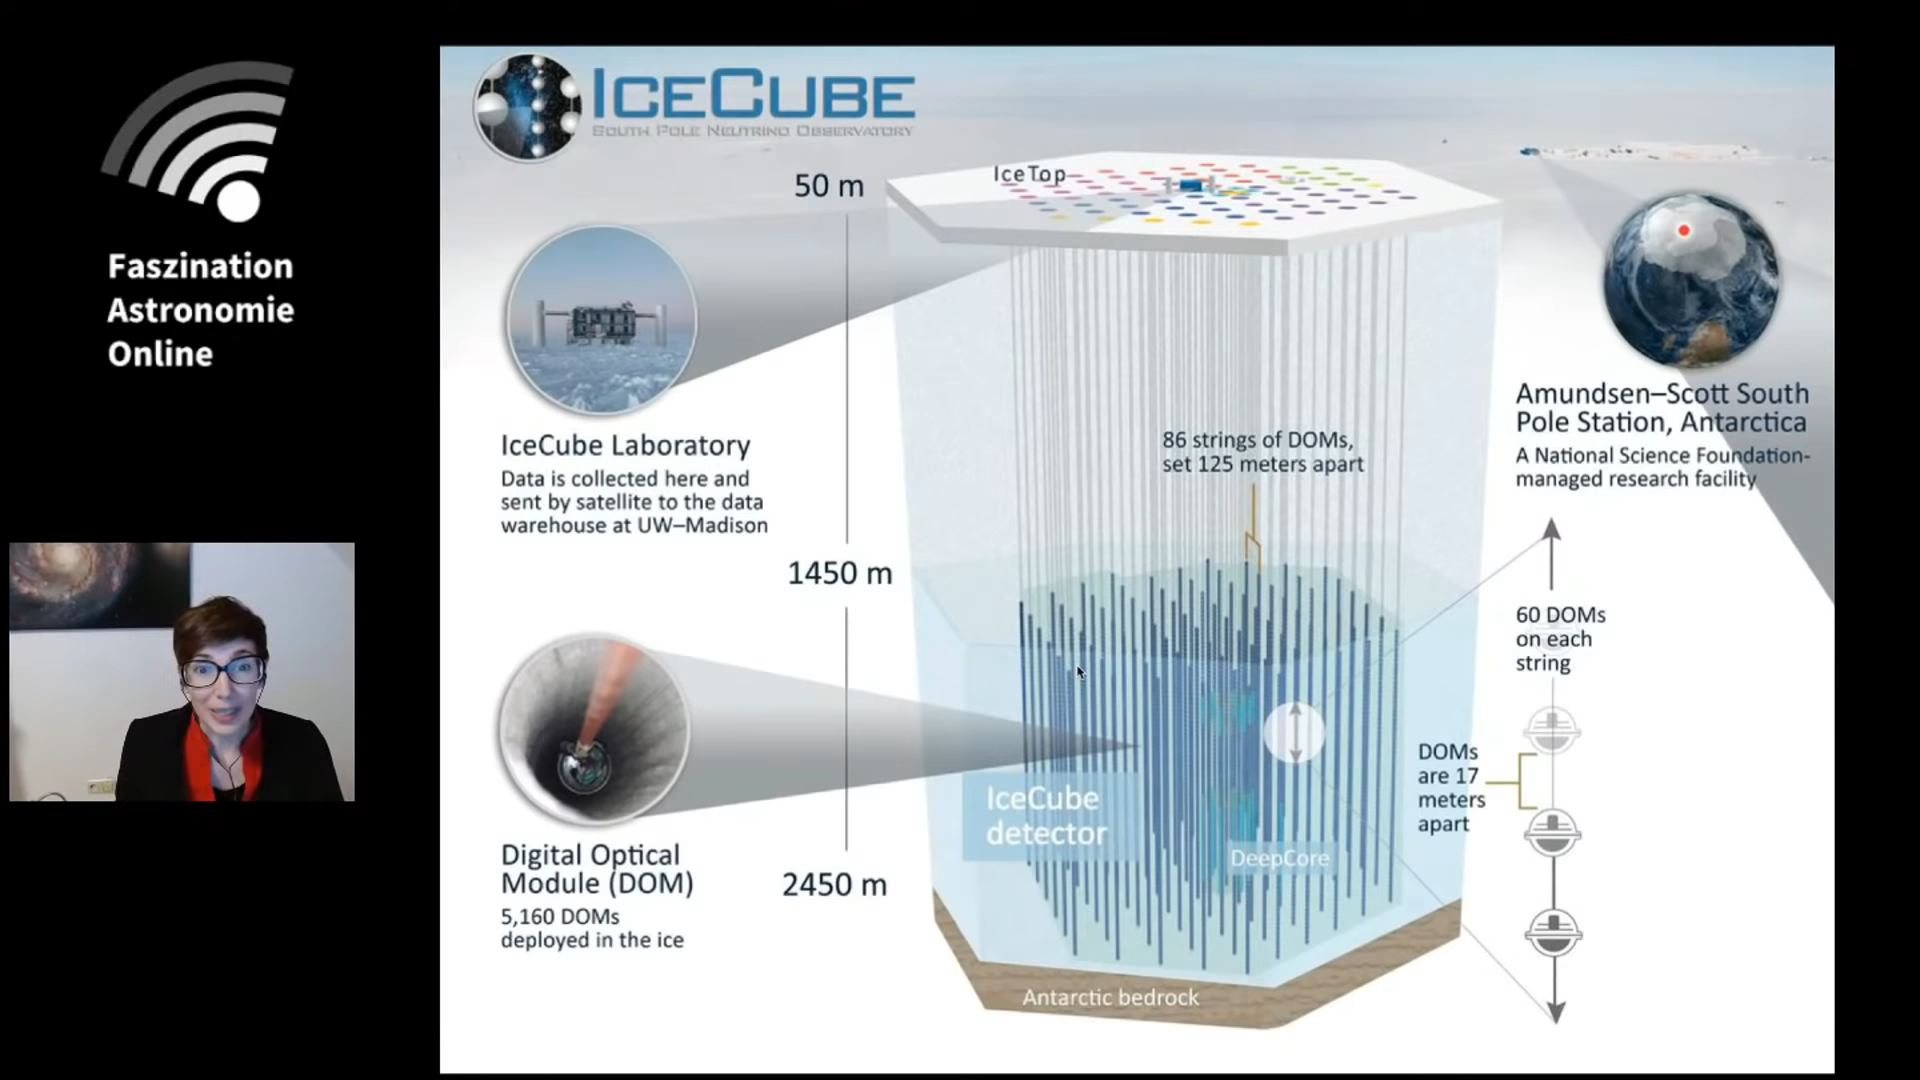 Faszination
Astronomie
Online
ICECUBE
SOUTH POLE NEUTRINO OBSERVATORY
50 m
IceTop
IceCube Laboratory
Data is collected here and
sent by satellite to the data
warehouse at UW–Madison
86 strings of DOMs,
set 125 meters apart
Amundsen–Scott South
Pole Station, Antarctica
A National Science Foundation-
managed research facility
1450 m
60 DOMs
on each
string
DOMs
are 17
meters
apart
IceCube
detector
DeepCore
Digital Optical
Module (DOM)
5,160 DOMs
deployed in the ice
2450 m
Antarctic bedrock